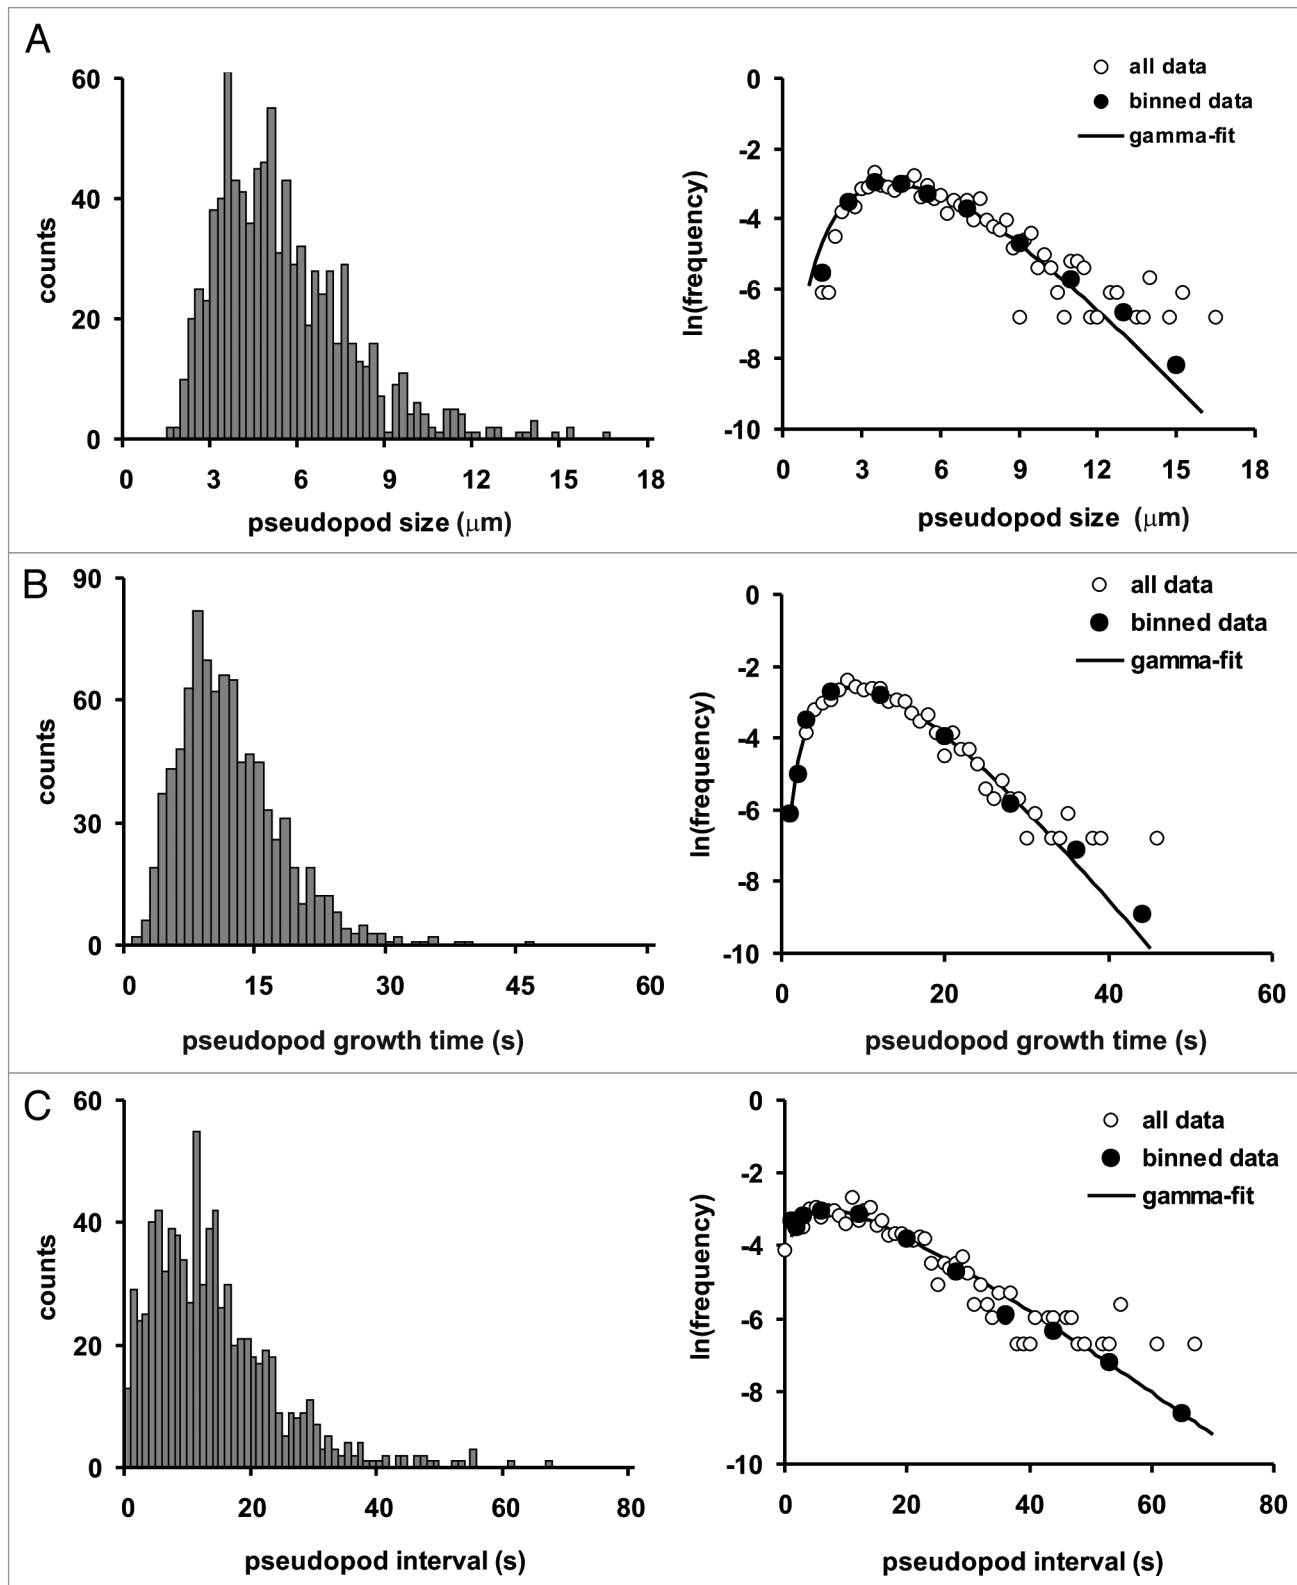 A
60
40
20
0
counts
0 3 6 9 12 15 18
pseudopod size (μm)
all data
binned data
gamma-fit
0
-2
-4
-6
-8
-10
ln(frequency)
0 3 6 9 12 15 18
pseudopod size (μm)
B
90
60
30
0
counts
0 15 30 45 60
pseudopod growth time (s)
all data
binned data
gamma-fit
0
-2
-4
-6
-8
-10
ln(frequency)
0 20 40 60
pseudopod growth time (s)
C
60
40
20
0
counts
0 20 40 60 80
pseudopod interval (s)
all data
binned data
gamma-fit
0
-2
-4
-6
-8
-10
ln(frequency)
0 20 40 60 80
pseudopod interval (s)